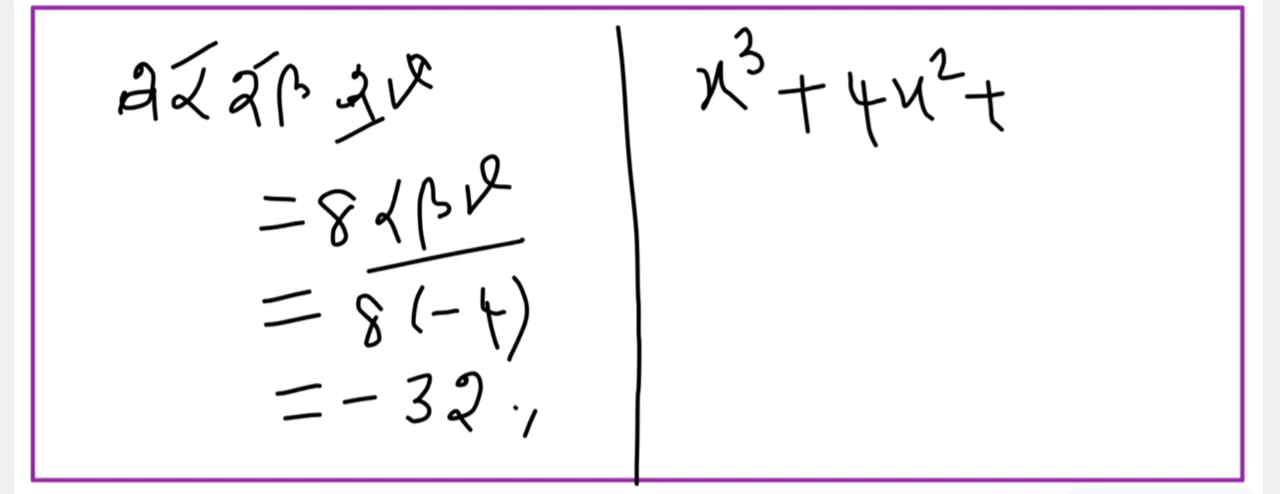 2α 2β 2γ
= 8αβγ
= 8(-4)
= -32 .,
x³ + 4x² +